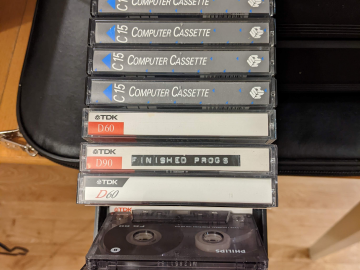 C15 COMPUTER CASSETTE
C15 COMPUTER CASSETTE
C15 COMPUTER CASSETTE
C15 COMPUTER CASSETTE
TDK
D60
TDK
D90 FINISHED PROGS
TDK
D60
PHILIPS